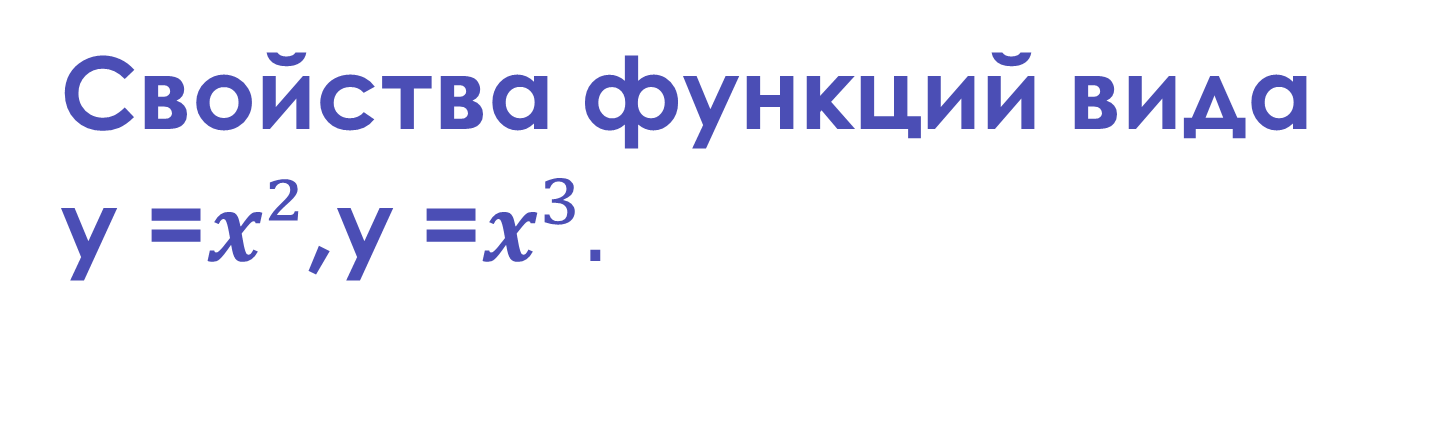 Свойства функций вида
у =𝒙²,у =𝒙³.